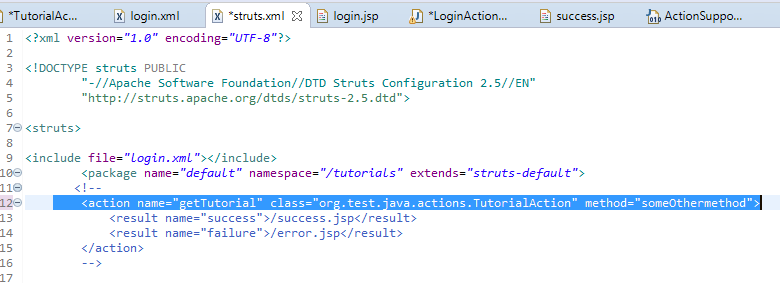 *TutorialAc... login.xml *struts.xml login.jsp *LoginAction... success.jsp ActionSuppo...
1 <?xml version="1.0" encoding="UTF-8"?>
2
3 <!DOCTYPE struts PUBLIC
4 "-//Apache Software Foundation//DTD Struts Configuration 2.5//EN"
5 "http://struts.apache.org/dtds/struts-2.5.dtd">
6
7 <struts>
8
9 <include file="login.xml"></include>
10 <package name="default" namespace="/tutorials" extends="struts-default">
11 <!--
12 <action name="getTutorial" class="org.test.java.actions.TutorialAction" method="someOthermethod">
13 <result name="success">/success.jsp</result>
14 <result name="failure">/error.jsp</result>
15 </action>
16 -->
17